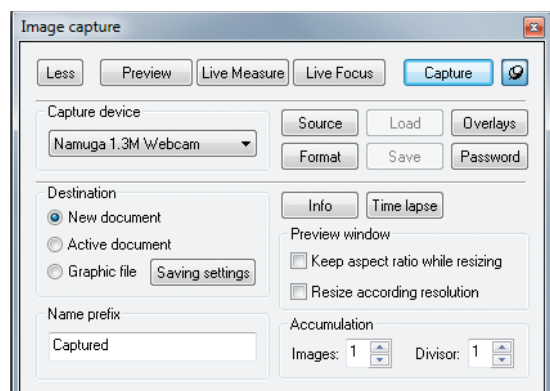 Image capture
Less Preview Live Measure Live Focus Capture
Capture device
Namuga 1.3M Webcam
Source Load Overlays
Format Save Password
Destination
New document
Active document
Graphic file Saving settings
Info Time lapse
Preview window
Keep aspect ratio while resizing
Resize according resolution
Name prefix
Captured
Accumulation
Images: 1 Divisor: 1